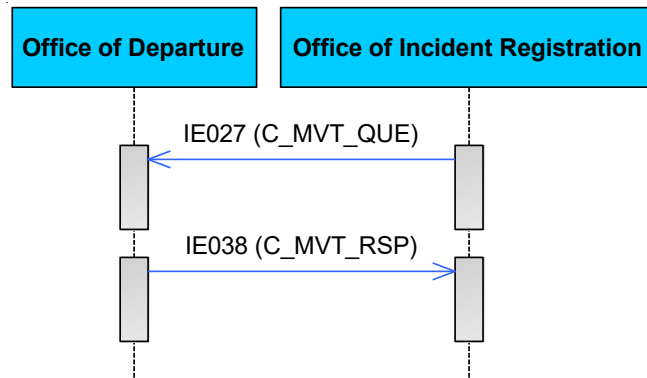 Office of Departure
Office of Incident Registration
IE027 (C_MVT_QUE)
IE038 (C_MVT_RSP)